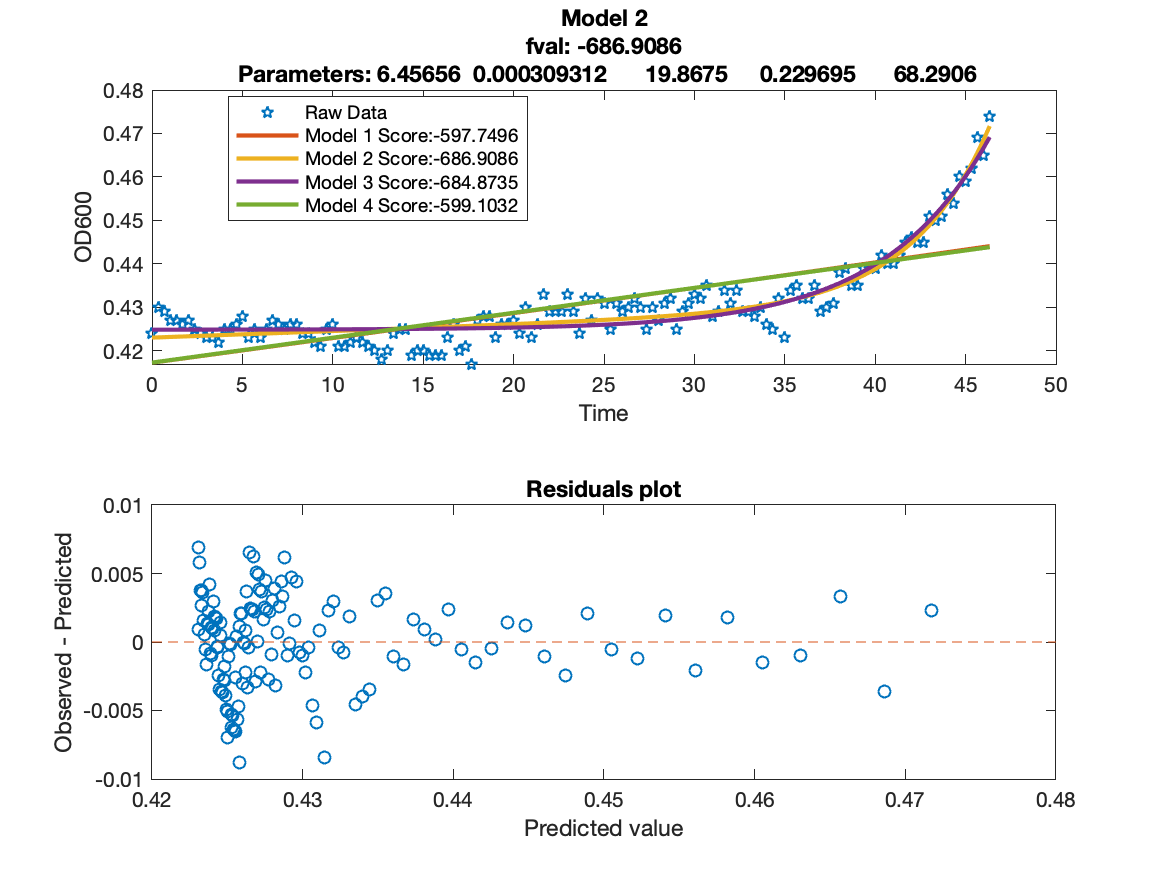 Model 2
fval: -686.9086
Parameters: 6.45656 0.000309312 19.8675 0.229695 68.2906
0.48
0.47
0.46
0.45
0.44
0.43
0.42
OD600
Raw Data
Model 1 Score:-597.7496
Model 2 Score:-686.9086
Model 3 Score:-684.8735
Model 4 Score:-599.1032
0 5 10 15 20 25 30 35 40 45 50
Time
Residuals plot
0.01
0.005
0
-0.005
-0.01
Observed - Predicted
0.42 0.43 0.44 0.45 0.46 0.47 0.48
Predicted value